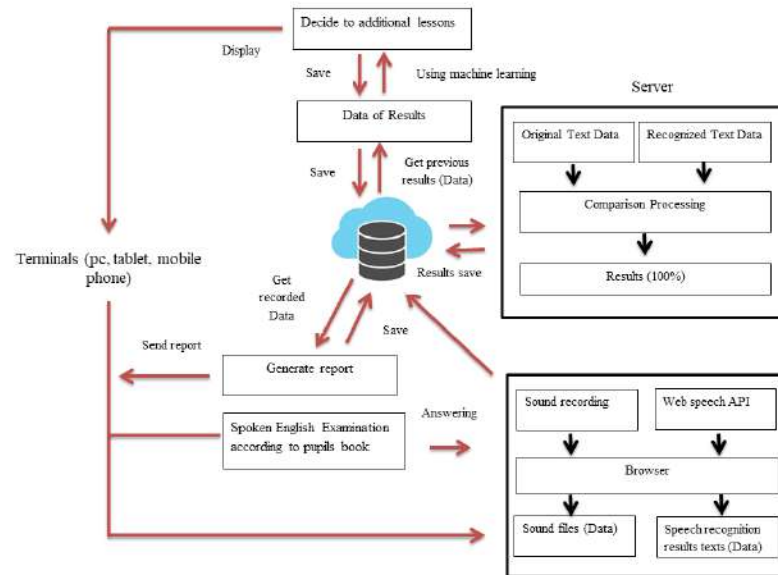 Decide to additional lessons
Display
Save
Using machine learning
Server
Data of Results
Original Text Data
Recognized Text Data
Save
Get previous
results (Data)
Comparison Processing
Terminals (pc, tablet, mobile
phone)
Results save
Results (100%)
Get
recorded
Data
Save
Send report
Generate report
Spoken English Examination
according to pupils book
Answering
Sound recording
Web speech API
Browser
Sound files (Data)
Speech recognition
results texts (Data)